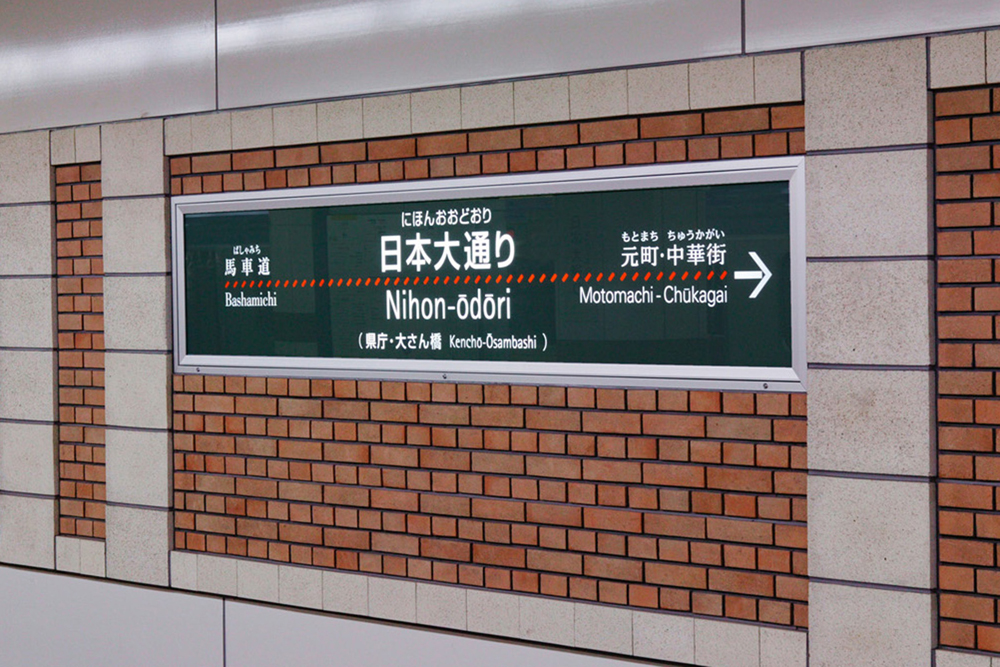 ばしゃみち
馬車道
Bashamichi
にほんおおどおり
日本大通り
Nihon-ōdōri
(県庁・大さん橋 Kenchō-Ōsambashi)
もとまち ちゅうかがい
元町・中華街
Motomachi-Chūkagai